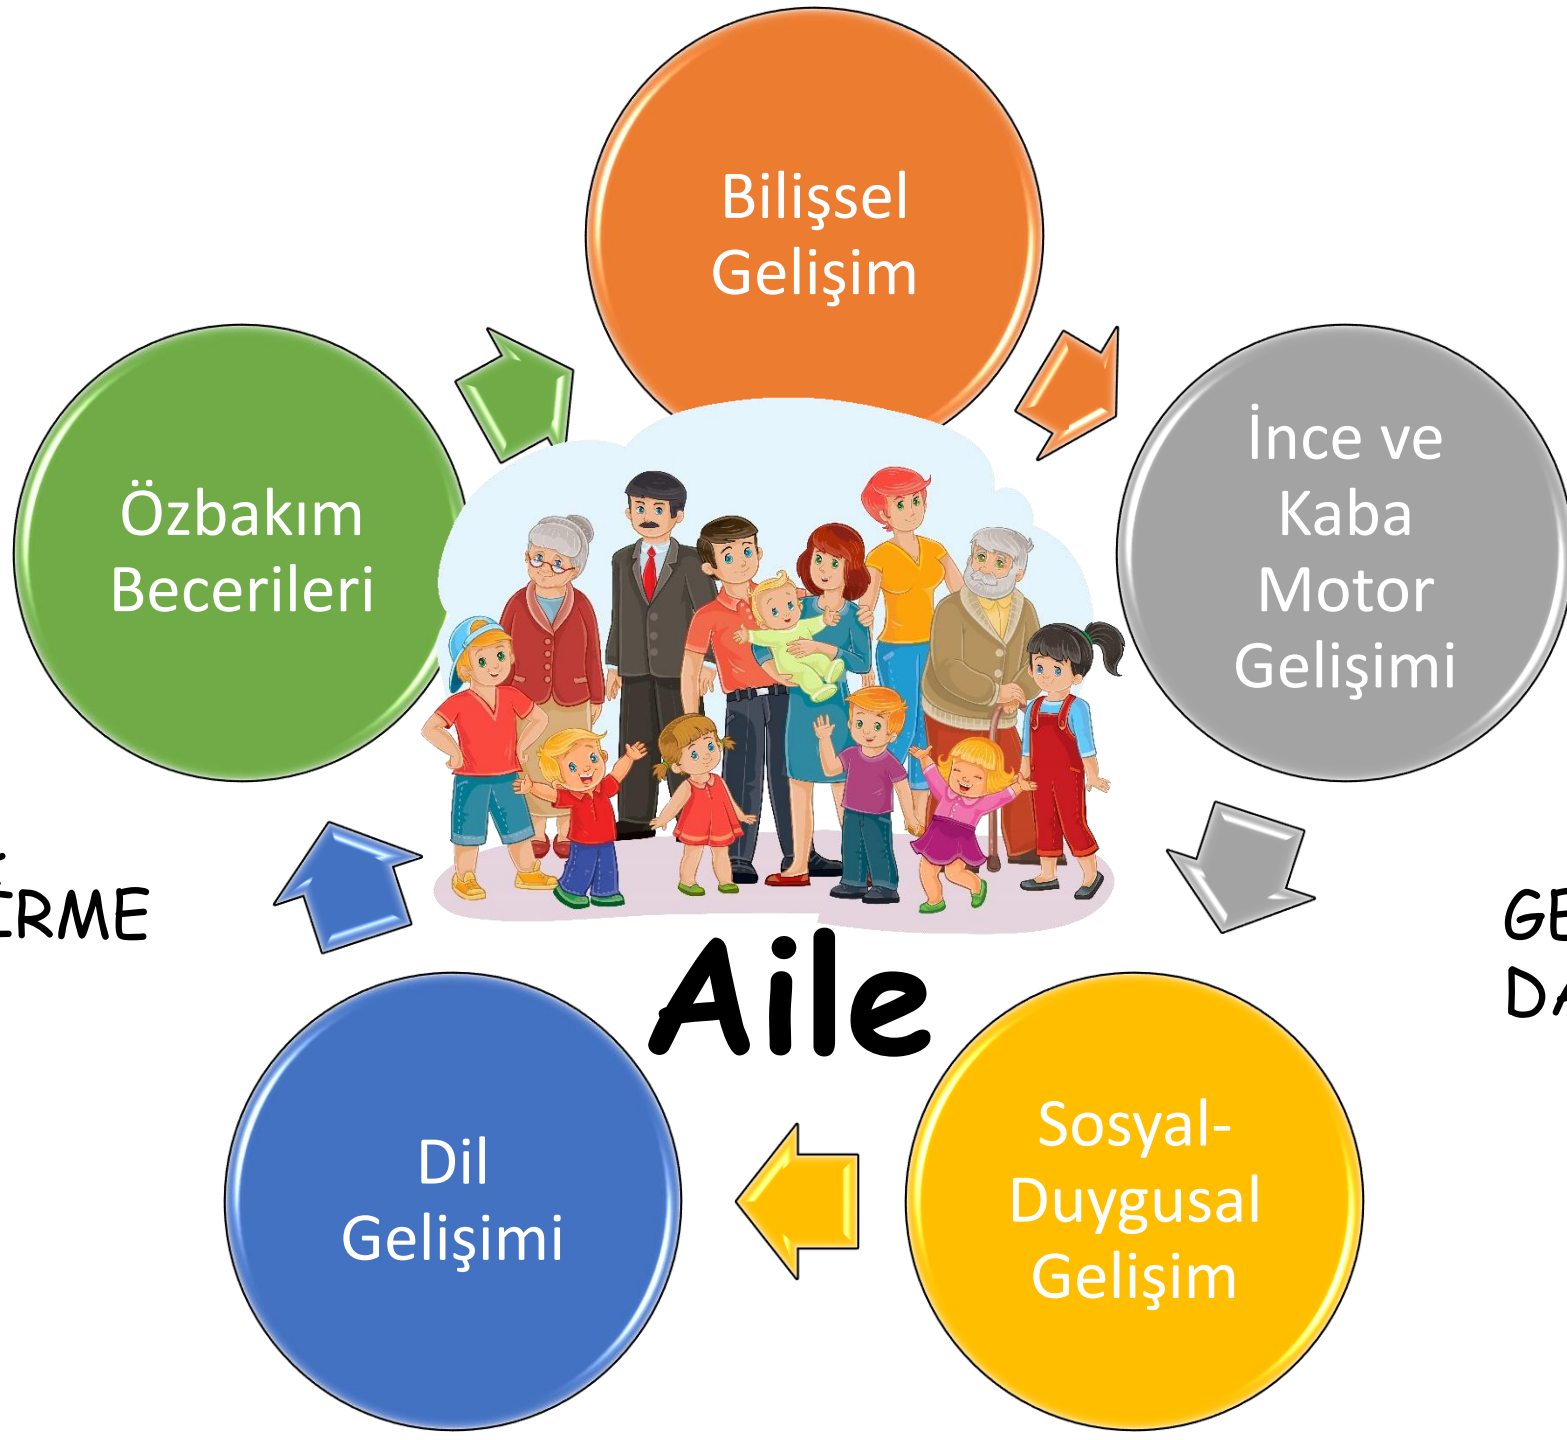 Bilişsel
Gelişim
Özbakım
Becerileri
İnce ve
Kaba
Motor
Gelişimi
Aile
Dil
Gelişimi
Sosyal-
Duygusal
Gelişim